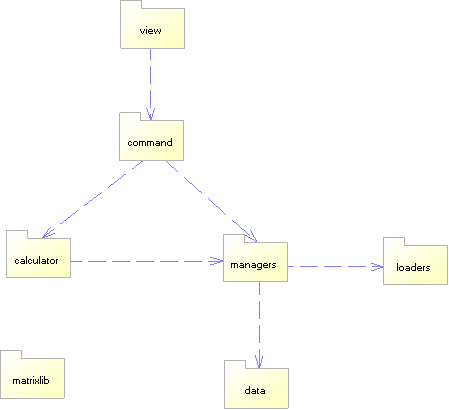 view
command
calculator
managers
loaders
matrixlib
data